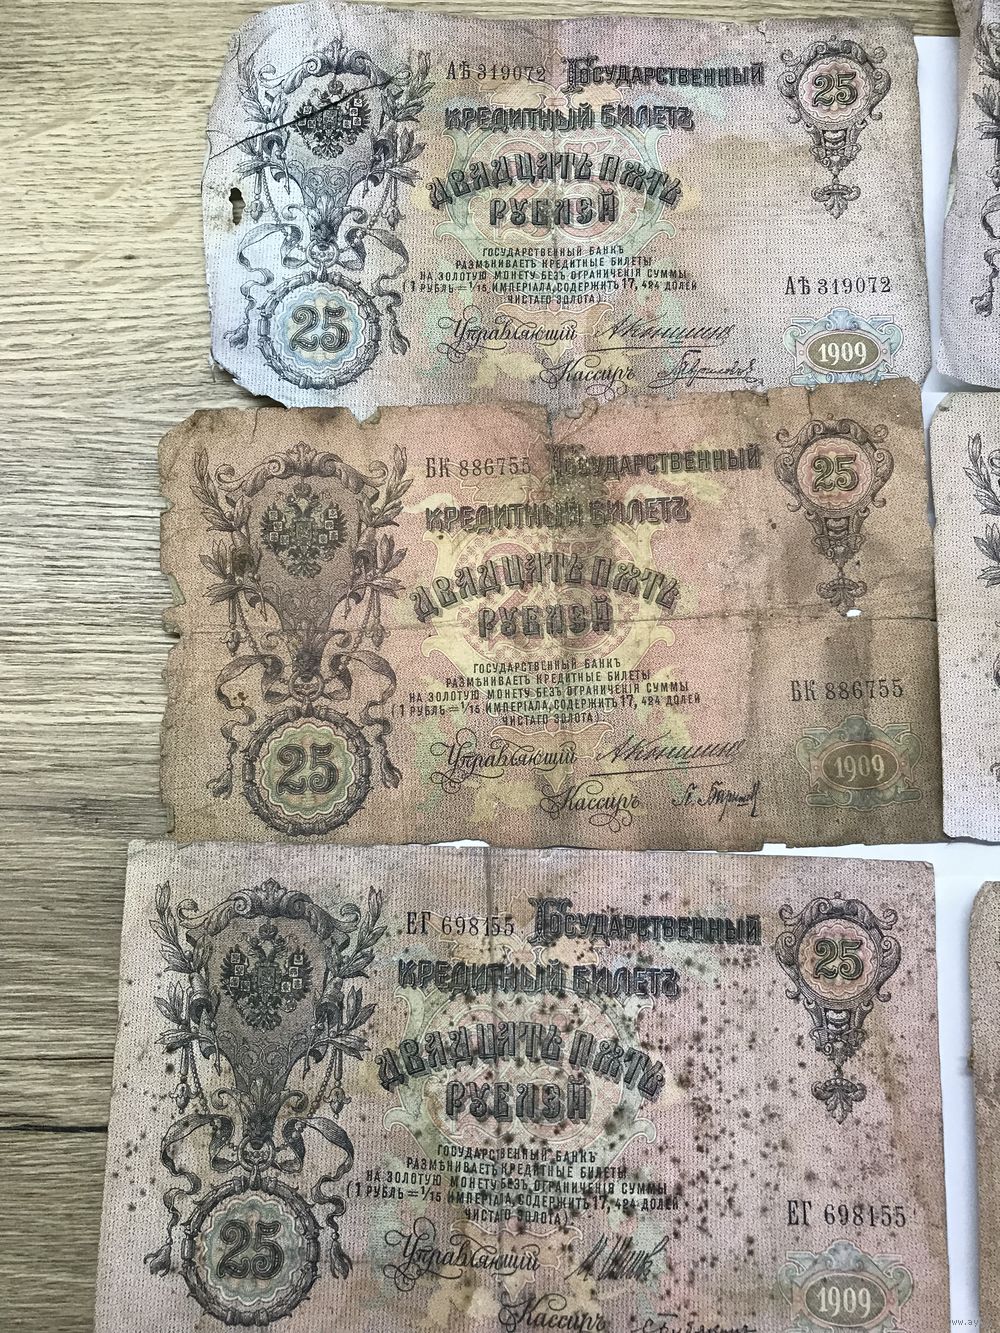 АѢ 319072 Государственный 25
КРЕДИТНЫЙ БИЛЕТЪ
ДВАДЦАТЬ ПЯТЬ
РУБЛЕЙ
ГОСУДАРСТВЕННЫЙ БАНКЪ
РАЗМѢНИВАЕТЪ КРЕДИТНЫЕ БИЛЕТЫ
НА ЗОЛОТУЮ МОНЕТУ БЕЗЪ ОГРАНИЧЕНІЯ СУММЫ
(1 РУБЛЬ = 1/15 ИМПЕРІАЛА, СОДЕРЖИТЪ 17, 424 ДОЛЕЙ
ЧИСТАГО ЗОЛОТА)
АѢ 319072
25 Управляющій
1909
Кассиръ
БК 886755 Государственный 25
КРЕДИТНЫЙ БИЛЕТЪ
ДВАДЦАТЬ ПЯТЬ
РУБЛЕЙ
ГОСУДАРСТВЕННЫЙ БАНКЪ
РАЗМѢНИВАЕТЪ КРЕДИТНЫЕ БИЛЕТЫ
НА ЗОЛОТУЮ МОНЕТУ БЕЗЪ ОГРАНИЧЕНІЯ СУММЫ
(1 РУБЛЬ = 1/15 ИМПЕРІАЛА, СОДЕРЖИТЪ 17, 424 ДОЛЕЙ
ЧИСТАГО ЗОЛОТА)
БК 886755
25 Управляющій
1909
Кассиръ
ЕГ 698155 Государственный 25
КРЕДИТНЫЙ БИЛЕТЪ
ДВАДЦАТЬ ПЯТЬ
РУБЛЕЙ
ГОСУДАРСТВЕННЫЙ БАНКЪ
РАЗМѢНИВАЕТЪ КРЕДИТНЫЕ БИЛЕТЫ
НА ЗОЛОТУЮ МОНЕТУ БЕЗЪ ОГРАНИЧЕНІЯ СУММЫ
(1 РУБЛЬ = 1/15 ИМПЕРІАЛА, СОДЕРЖИТЪ 17, 424 ДОЛЕЙ
ЧИСТАГО ЗОЛОТА)
ЕГ 698155
25 Управляющій
1909
Кассиръ